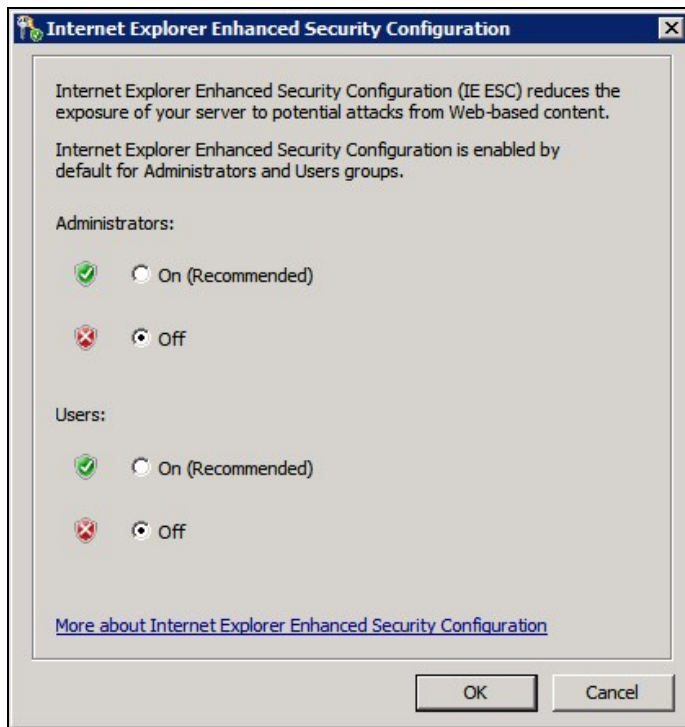 Internet Explorer Enhanced Security Configuration
Internet Explorer Enhanced Security Configuration (IE ESC) reduces the
exposure of your server to potential attacks from Web-based content.
Internet Explorer Enhanced Security Configuration is enabled by
default for Administrators and Users groups.
Administrators:
On (Recommended)
Off
Users:
On (Recommended)
Off
More about Internet Explorer Enhanced Security Configuration
OK
Cancel